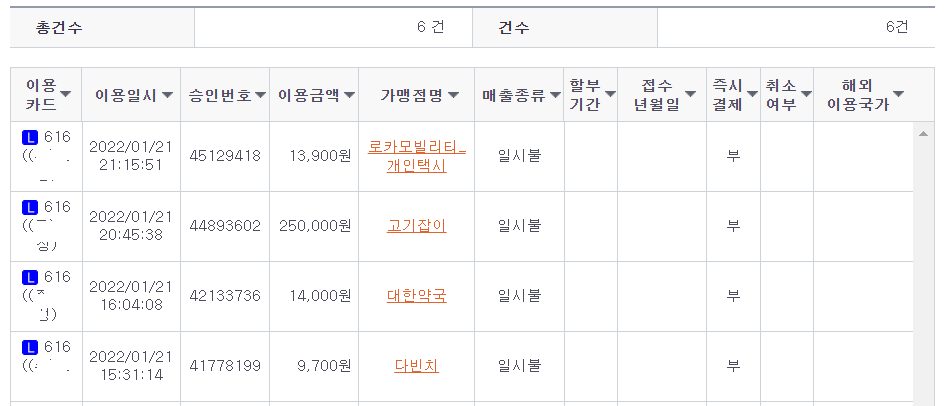 총건수 6 건 건수 6건
이용 카드 이용일시 승인번호 이용금액 가맹점명 매출종류 할부 기간 접수 년월일 즉시 결제 취소 여부 해외 이용국가
L 616 2022/01/21 21:15:51 45129418 13,900원 로카모빌리티_개인택시 일시불 부
L 616 2022/01/21 20:45:38 44893602 250,000원 고기잡이 일시불 부
L 616 2022/01/21 16:04:08 42133736 14,000원 대한약국 일시불 부
L 616 2022/01/21 15:31:14 41778199 9,700원 다빈치 일시불 부